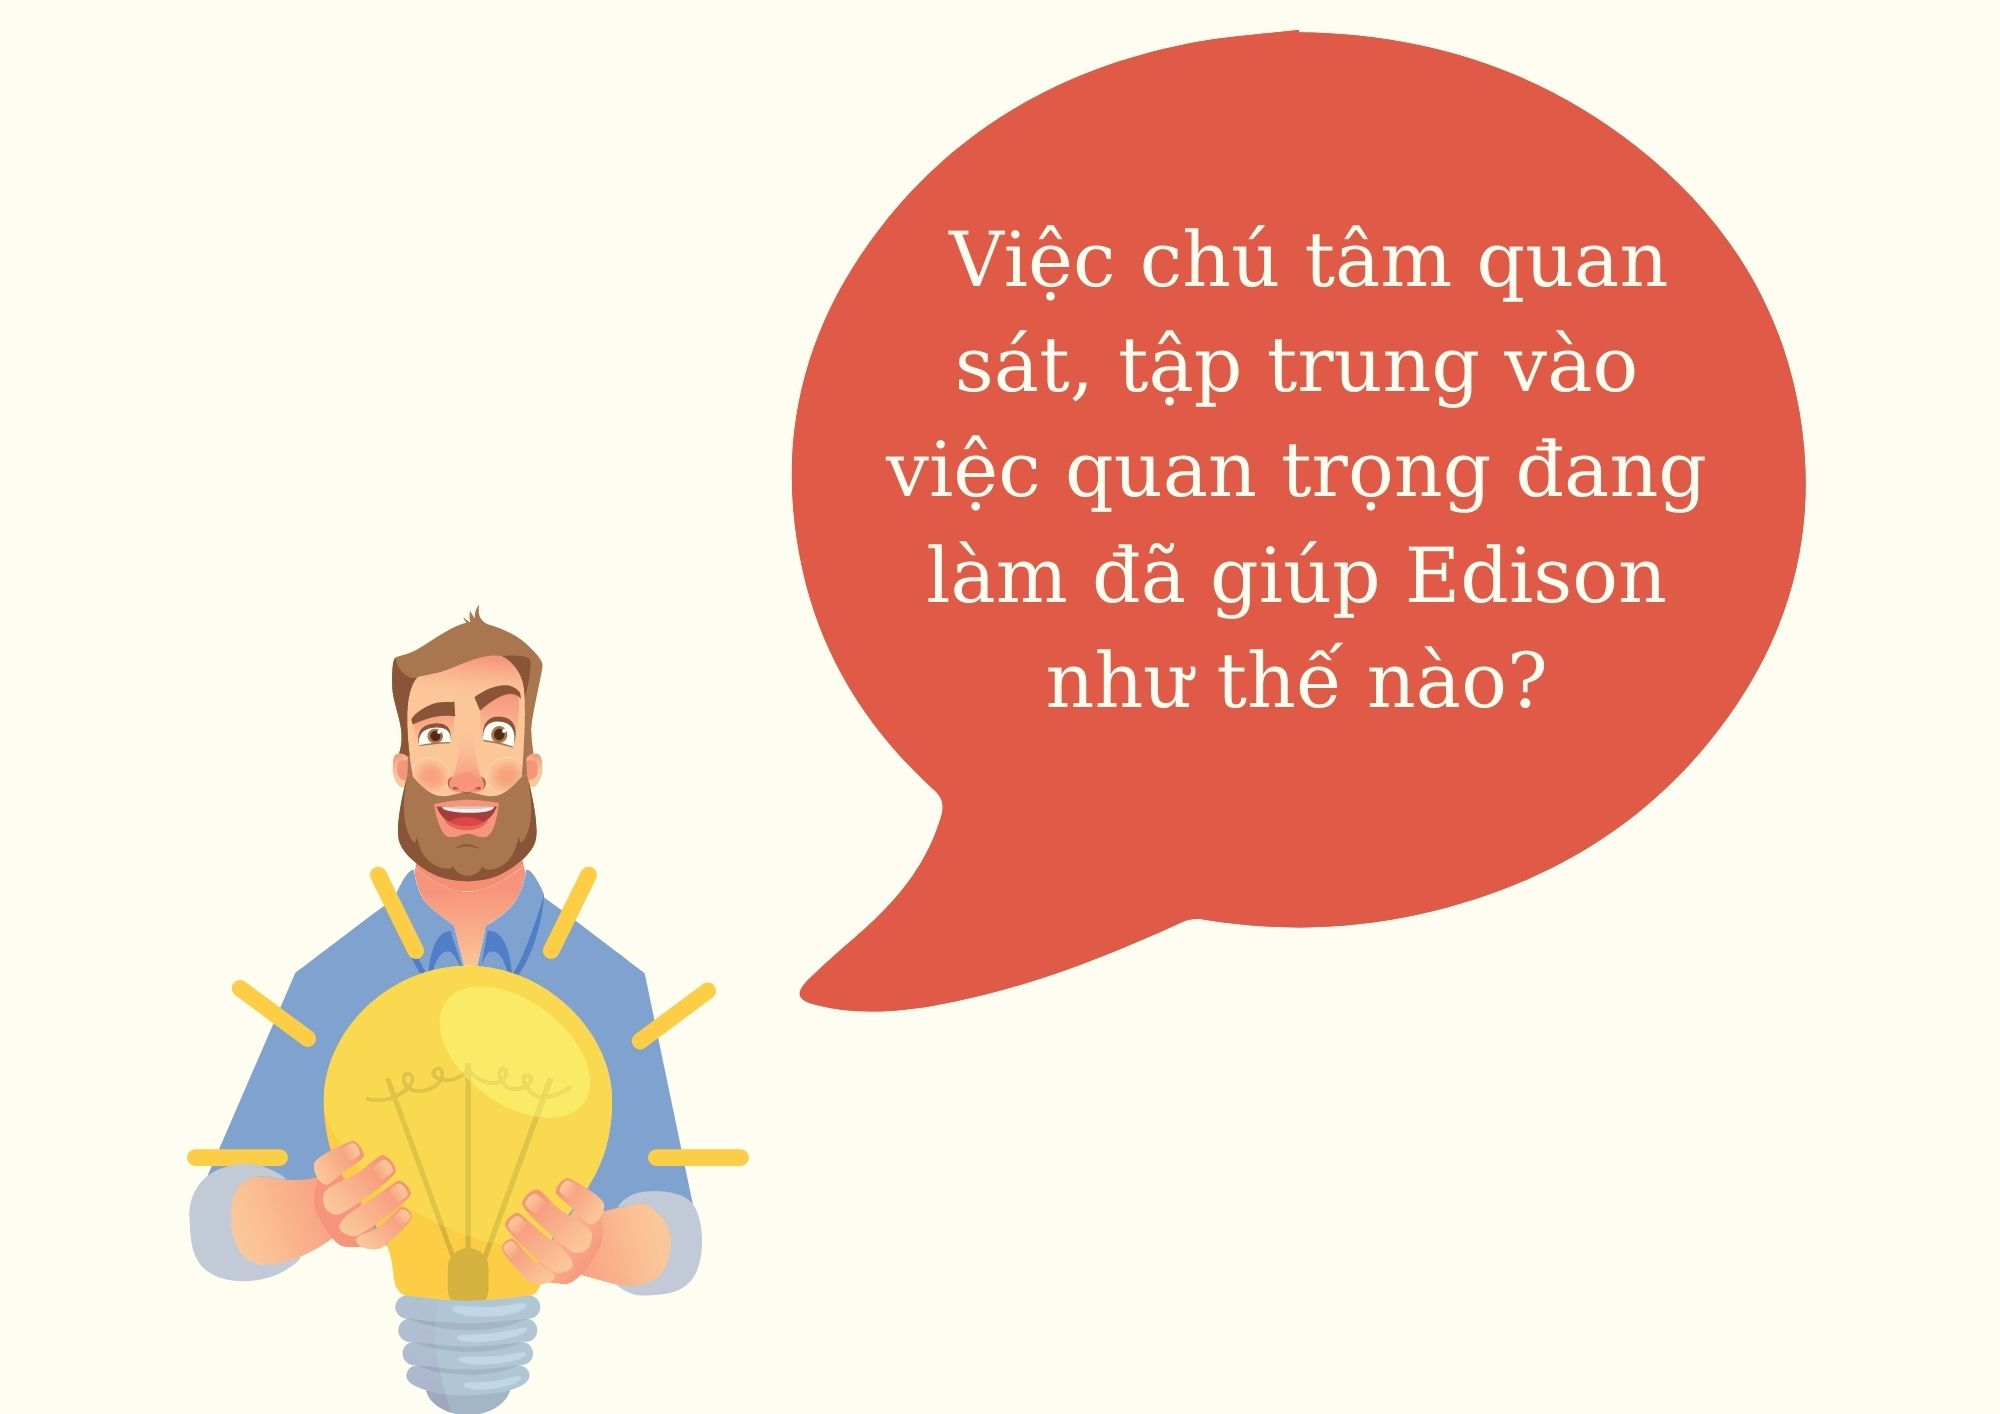 Việc chú tâm quan
sát, tập trung vào
việc quan trọng đang
làm đã giúp Edison
như thế nào?